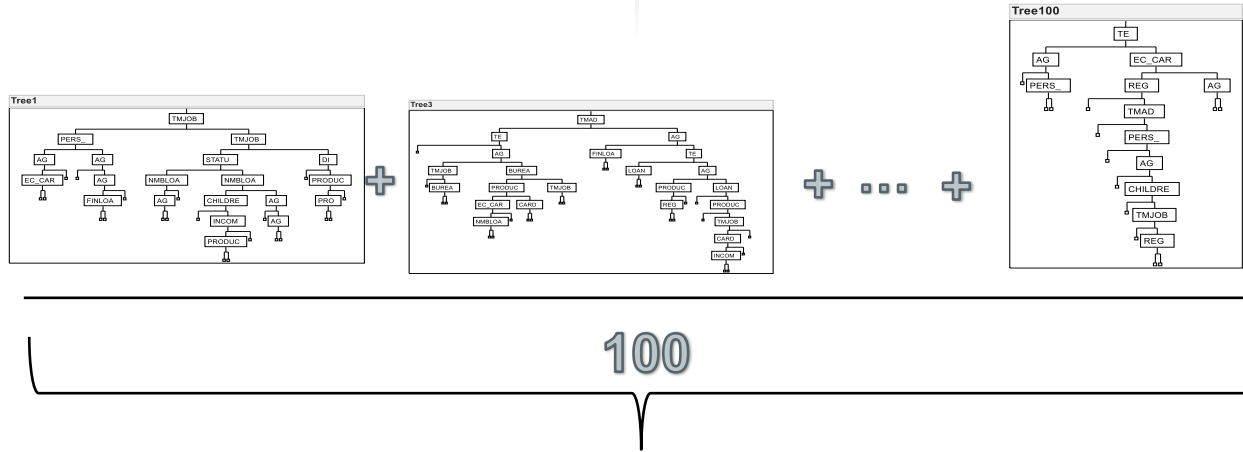 Tree100
TE
AG EC_CAR
PERS_ REG AG
TMAD
PERS_
AG
CHILDRE
TMJOB
REG
Tree1
TMJOB
PERS_ TMJOB
AG AG STATU DI
EC_CAR AG NMBLOA NMBLOA PRODUC
FINLOA AG CHILDRE AG PRO
INCOM AG
PRODUC
+
Tree3
TMAD
TE AG
AG FINLOA TE
TMJOB BUREA LOAN AG
BUREA PRODUC TMJOB PRODUC LOAN
EC_CAR CARD REG PRODUC
NMBLOA TMJOB
CARD
INCOM
+ ... +
100